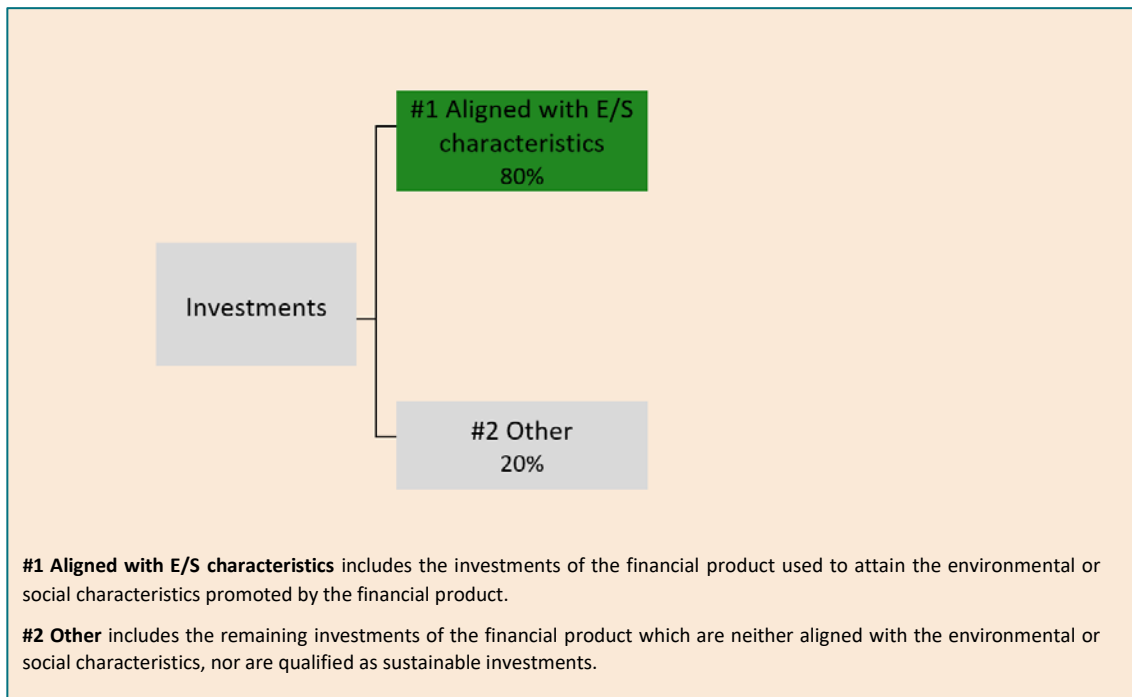 #1 Aligned with E/S
characteristics
80%
Investments
#2 Other
20%
#1 Aligned with E/S characteristics includes the investments of the financial product used to attain the environmental or
social characteristics promoted by the financial product.
#2 Other includes the remaining investments of the financial product which are neither aligned with the environmental or
social characteristics, nor are qualified as sustainable investments.